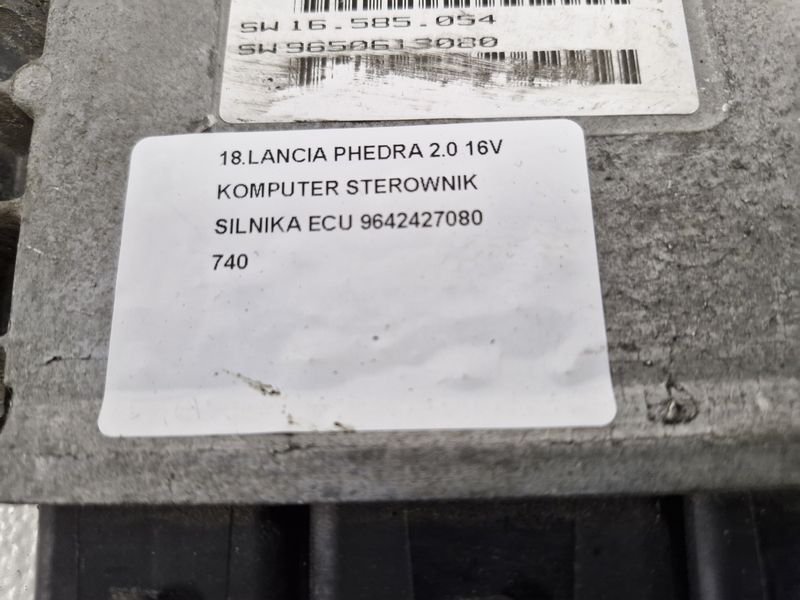 SW 16.585.054
SW 9650613080
18.LANCIA PHEDRA 2.0 16V
KOMPUTER STEROWNIK
SILNIKA ECU 9642427080
740